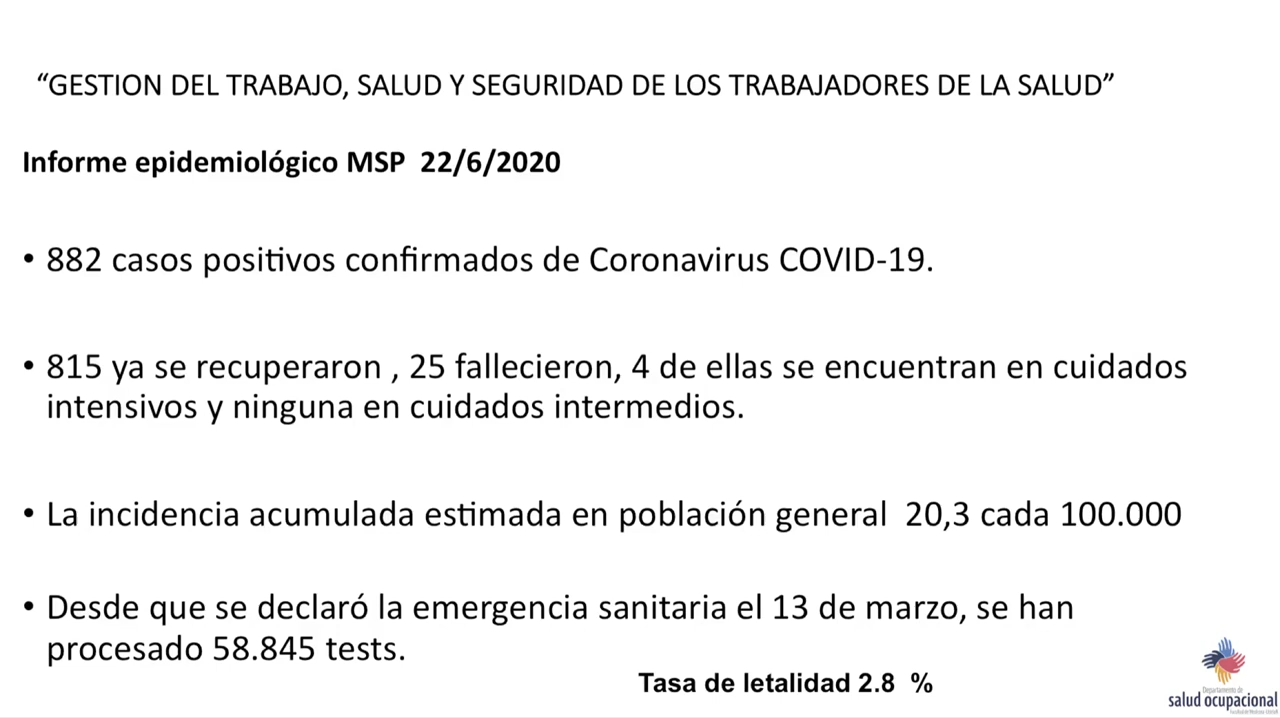 “GESTION DEL TRABAJO, SALUD Y SEGURIDAD DE LOS TRABAJADORES DE LA SALUD”
Informe epidemiológico MSP 22/6/2020
• 882 casos positivos confirmados de Coronavirus COVID-19.
• 815 ya se recuperaron , 25 fallecieron, 4 de ellas se encuentran en cuidados
intensivos y ninguna en cuidados intermedios.
• La incidencia acumulada estimada en población general 20,3 cada 100.000
• Desde que se declaró la emergencia sanitaria el 13 de marzo, se han
procesado 58.845 tests.
Tasa de letalidad 2.8 %
Departamento de
salud ocupacional